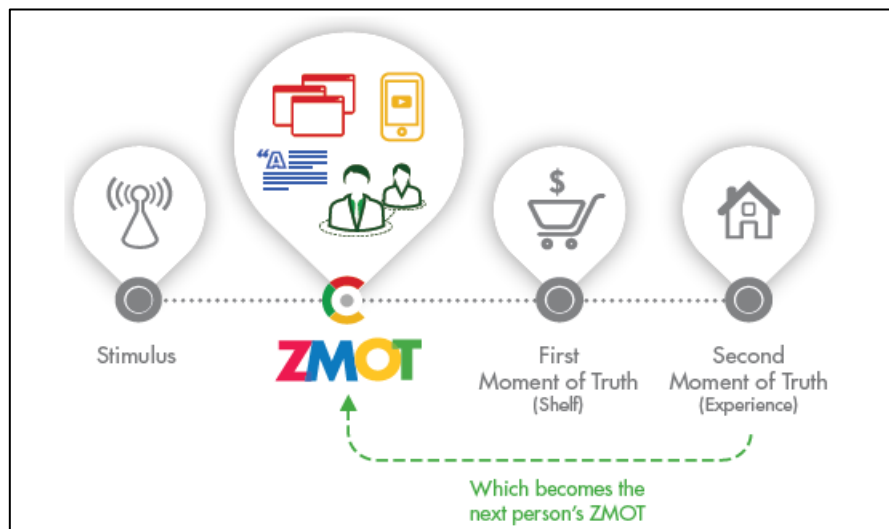 “A
$
Stimulus
ZMOT
First
Moment of Truth
(Shelf)
Second
Moment of Truth
(Experience)
Which becomes the
next person's ZMOT